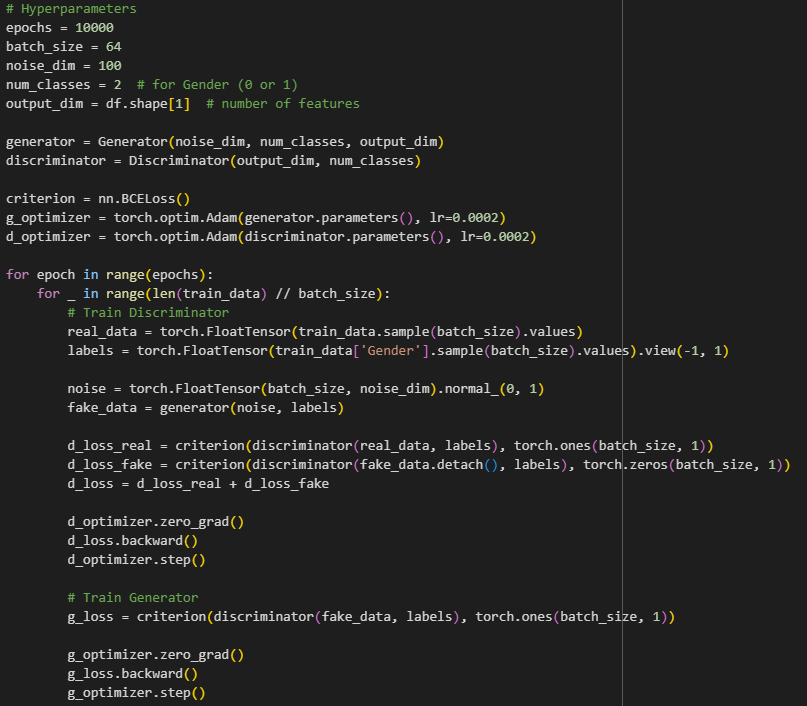 # Hyperparameters
epochs = 10000
batch_size = 64
noise_dim = 100
num_classes = 2  # for Gender (0 or 1)
output_dim = df.shape[1]  # number of features

generator = Generator(noise_dim, num_classes, output_dim)
discriminator = Discriminator(output_dim, num_classes)

criterion = nn.BCELoss()
g_optimizer = torch.optim.Adam(generator.parameters(), lr=0.0002)
d_optimizer = torch.optim.Adam(discriminator.parameters(), lr=0.0002)

for epoch in range(epochs):
    for _ in range(len(train_data) // batch_size):
        # Train Discriminator
        real_data = torch.FloatTensor(train_data.sample(batch_size).values)
        labels = torch.FloatTensor(train_data['Gender'].sample(batch_size).values).view(-1, 1)

        noise = torch.FloatTensor(batch_size, noise_dim).normal_(0, 1)
        fake_data = generator(noise, labels)

        d_loss_real = criterion(discriminator(real_data, labels), torch.ones(batch_size, 1))
        d_loss_fake = criterion(discriminator(fake_data.detach(), labels), torch.zeros(batch_size, 1))
        d_loss = d_loss_real + d_loss_fake

        d_optimizer.zero_grad()
        d_loss.backward()
        d_optimizer.step()

        # Train Generator
        g_loss = criterion(discriminator(fake_data, labels), torch.ones(batch_size, 1))

        g_optimizer.zero_grad()
        g_loss.backward()
        g_optimizer.step()